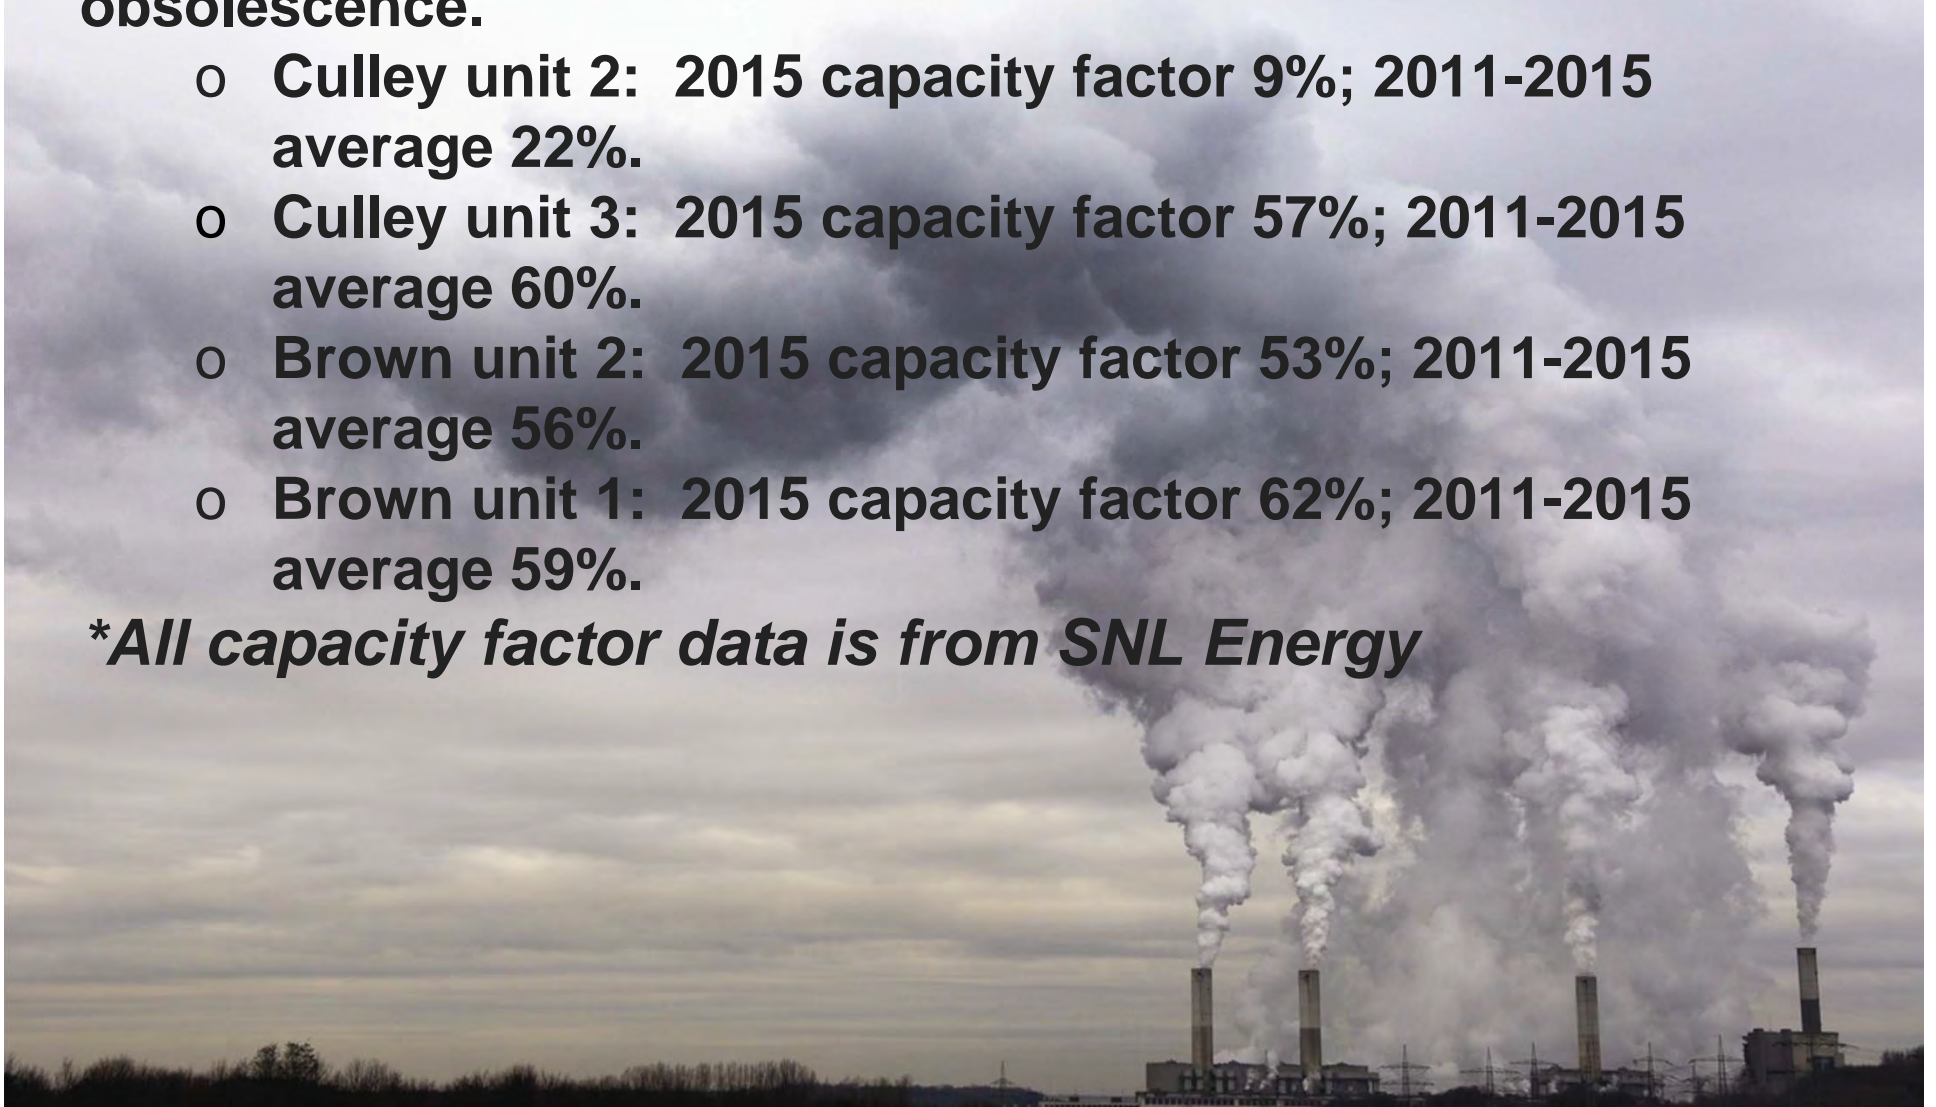 obsolescence.
o Culley unit 2:  2015 capacity factor 9%; 2011-2015
average 22%.
o Culley unit 3:  2015 capacity factor 57%; 2011-2015
average 60%.
o Brown unit 2:  2015 capacity factor 53%; 2011-2015
average 56%.
o Brown unit 1:  2015 capacity factor 62%; 2011-2015
average 59%.
*All capacity factor data is from SNL Energy